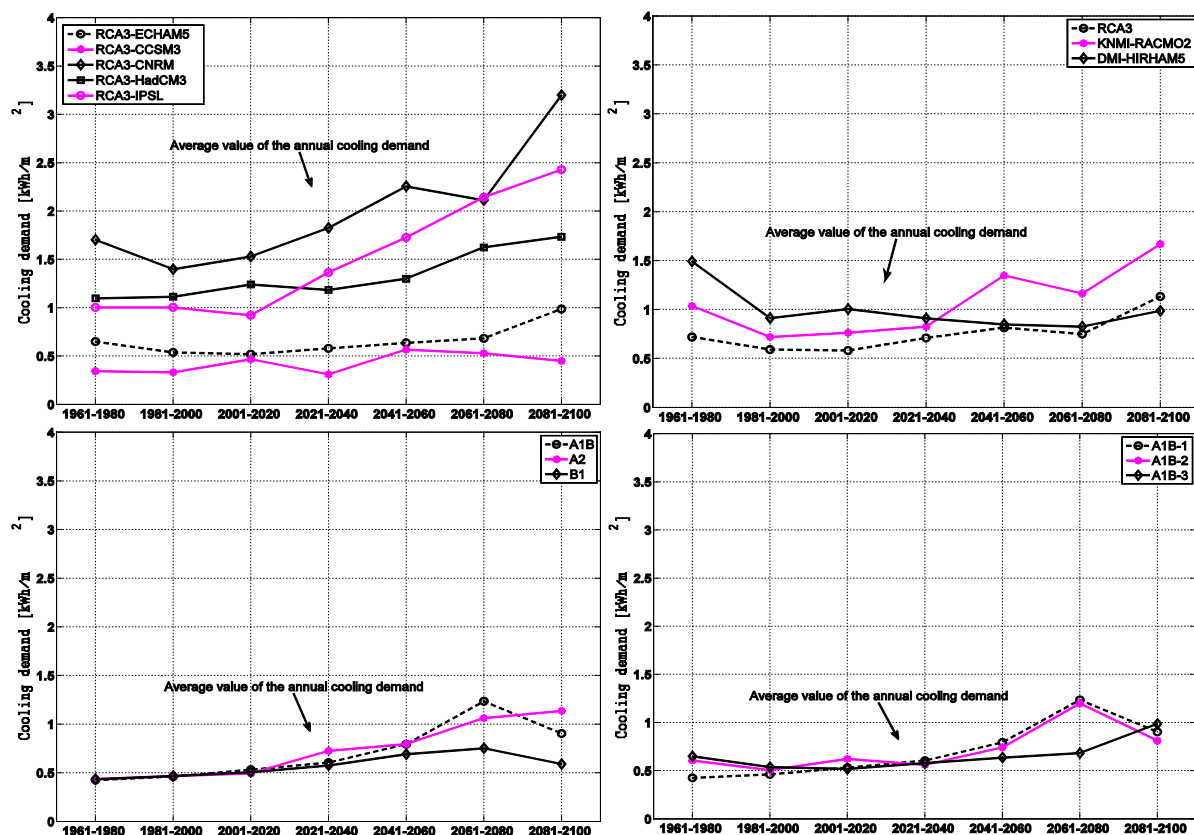 4
3.5
3
2.5
2
1.5
1
0.5
0
Cooling demand [kWh/m
2
]
RCA3-ECHAM5
RCA3-CCSM3
RCA3-CNRM
RCA3-HadCM3
RCA3-IPSL
Average value of the annual cooling demand
1961-1980 1981-2000 2001-2020 2021-2040 2041-2060 2061-2080 2081-2100
4
3.5
3
2.5
2
1.5
1
0.5
0
Cooling demand [kWh/m
2
]
RCA3
KNMI-RACMO2
DMI-HIRHAM5
Average value of the annual cooling demand
1961-1980 1981-2000 2001-2020 2021-2040 2041-2060 2061-2080 2081-2100
4
3.5
3
2.5
2
1.5
1
0.5
0
Cooling demand [kWh/m
2
]
A1B
A2
B1
Average value of the annual cooling demand
1961-1980 1981-2000 2001-2020 2021-2040 2041-2060 2061-2080 2081-2100
4
3.5
3
2.5
2
1.5
1
0.5
0
Cooling demand [kWh/m
2
]
A1B-1
A1B-2
A1B-3
Average value of the annual cooling demand
1961-1980 1981-2000 2001-2020 2021-2040 2041-2060 2061-2080 2081-2100